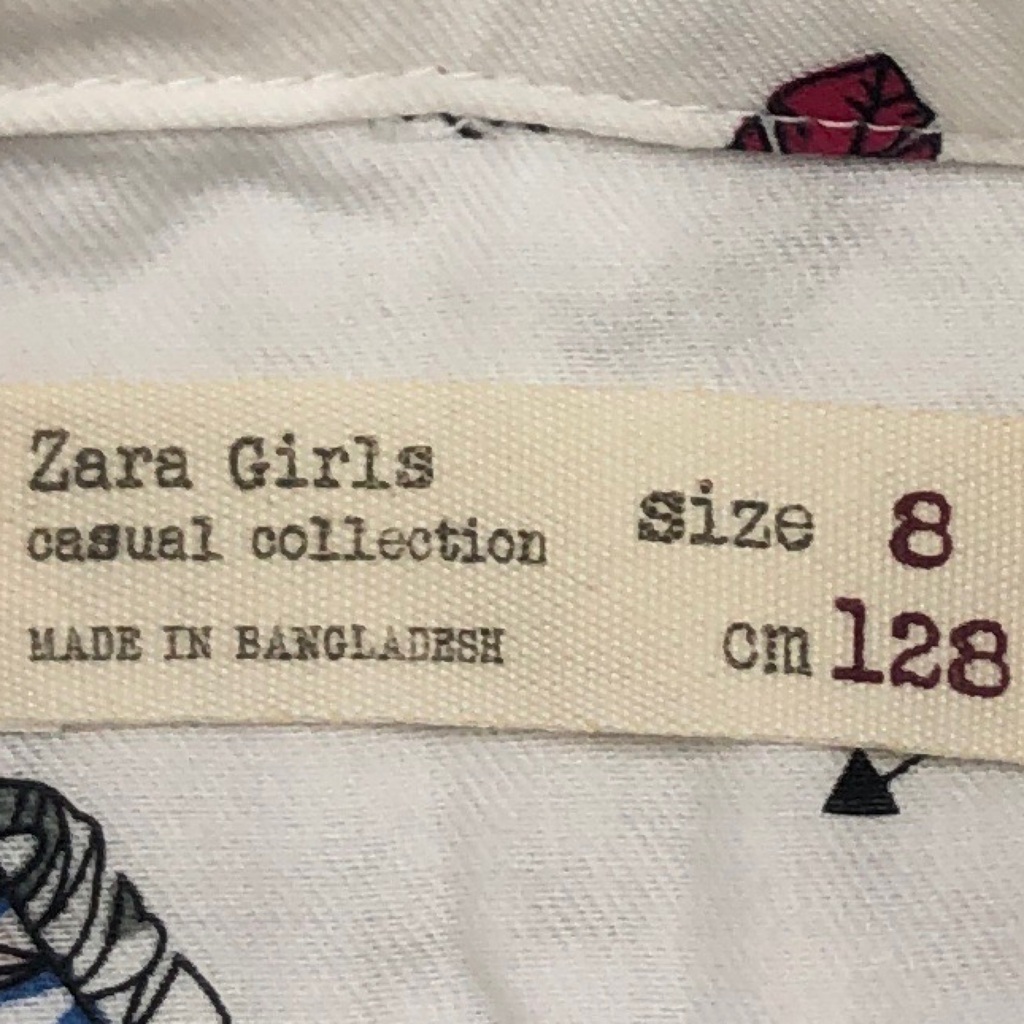 Zara Girls
casual collection
MADE IN BANGLADESH
size 8
cm 128